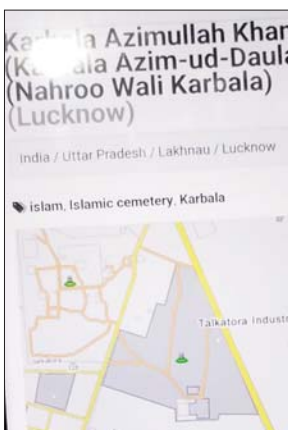 Azimullah Khan
Azim-ud-Daula
(Nahroo Wali Karbala)
(Lucknow)
India / Uttar Pradesh / Lakhnau / Lucknow
islam, Islamic cemetery, Karbala
Talkatora Industr